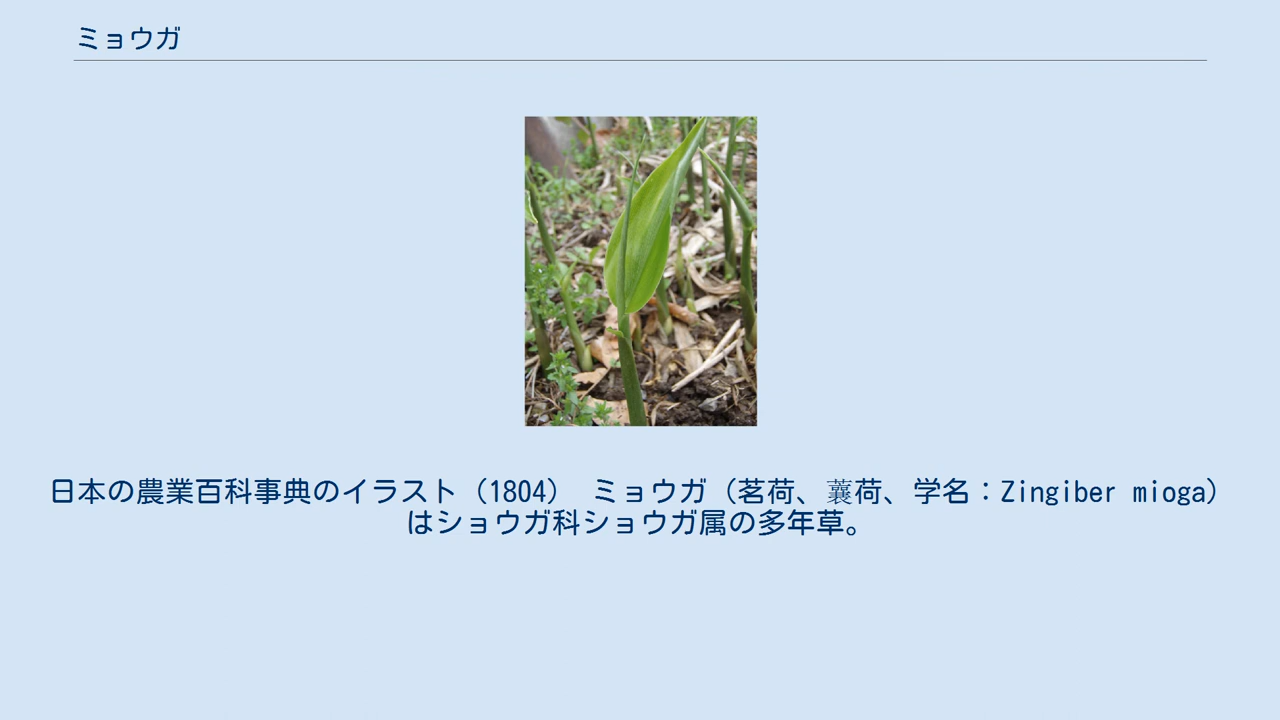 ミョウガ
日本の農業百科事典のイラスト（1804） ミョウガ（茗荷、蘘荷、学名：Zingiber mioga）
はショウガ科ショウガ属の多年草。